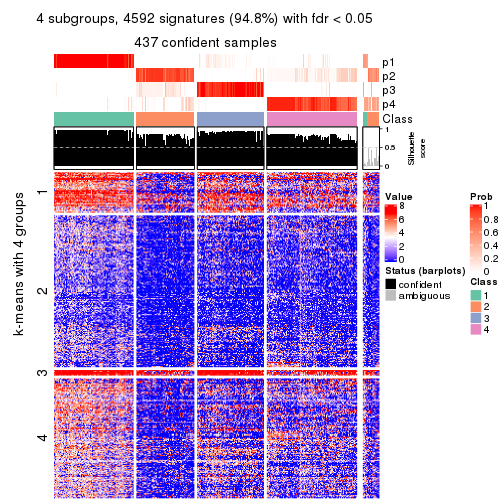 4 subgroups, 4592 signatures (94.8%) with fdr < 0.05
437 confident samples
p1
p2
p3
p4
Class
1
0.5
0
Silhouette
score
k-means with 4 groups
1
2
3
4
Value
8
6
4
2
0
Status (barplots)
confident
ambiguous
Prob
1
0.8
0.6
0.4
0.2
0
Class
1
2
3
4